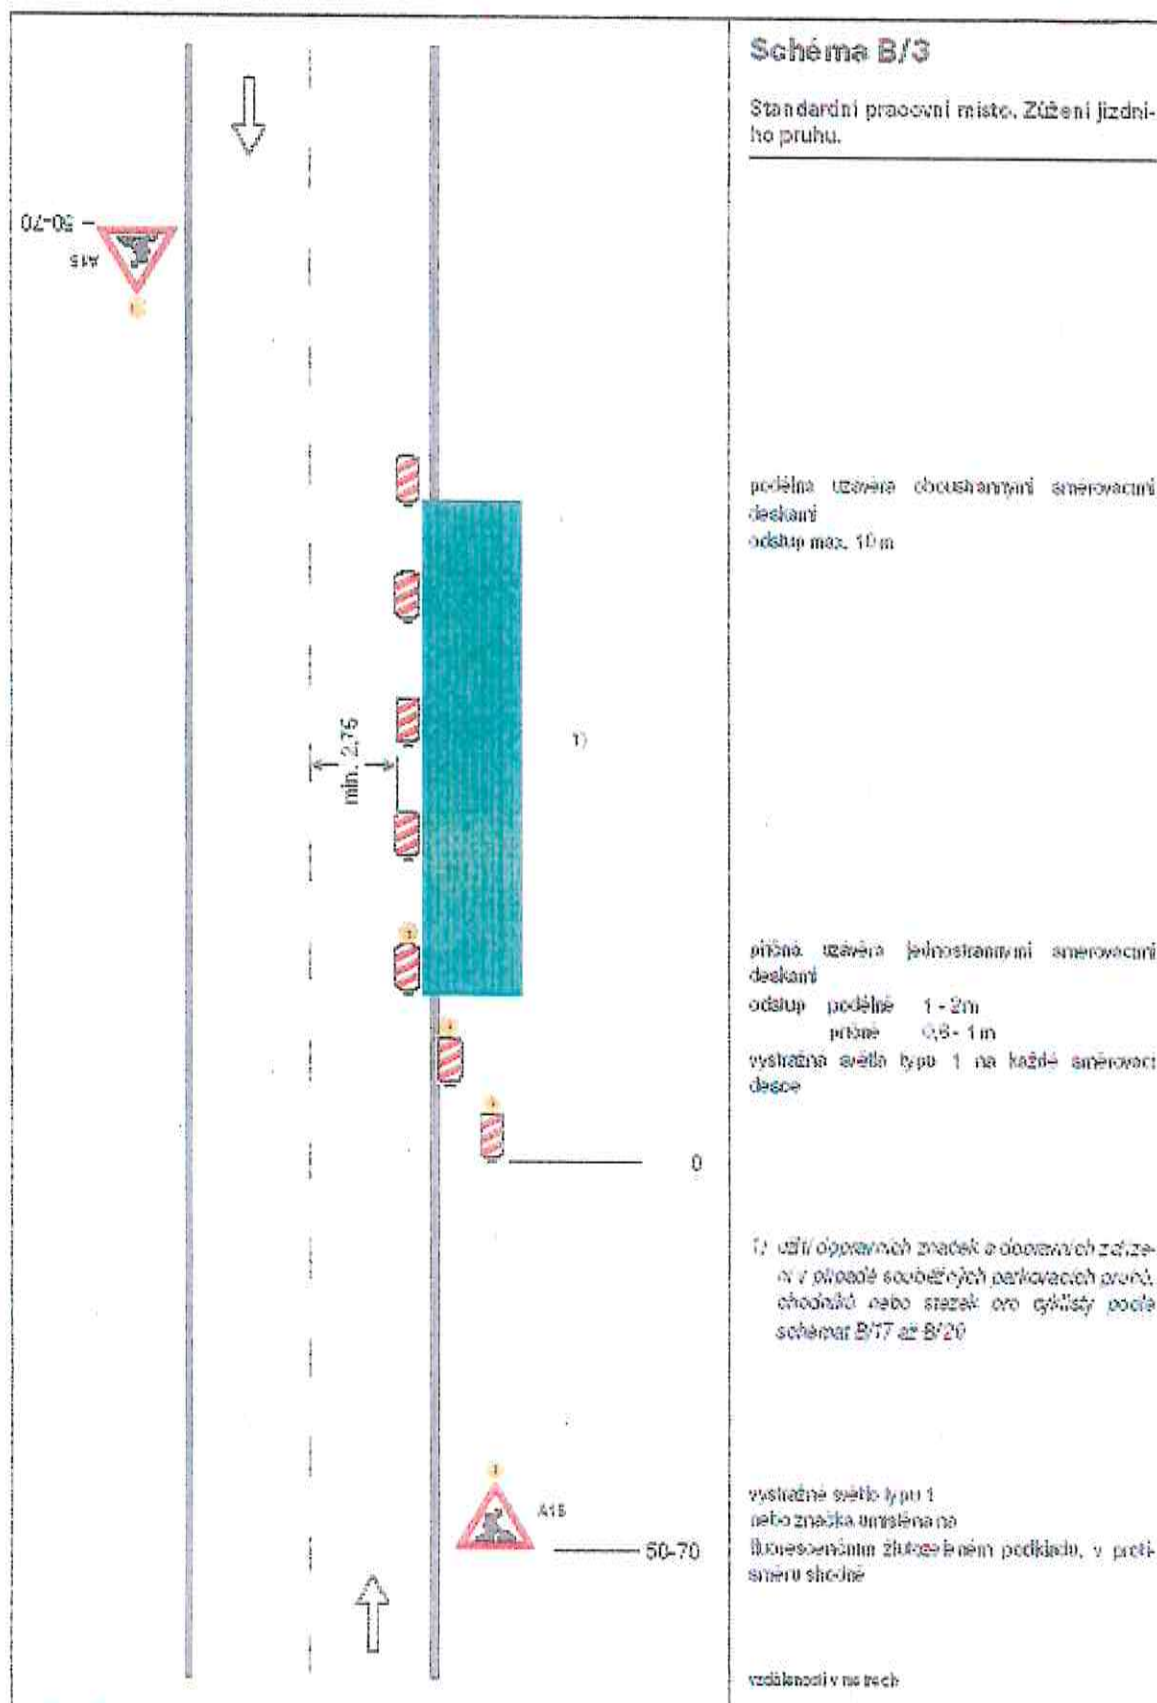 Schéma B/3
Standardní pracovní místo. Zúžení jízdní-
ho pruhu.
50-70
A15
podélná uzávěra oboustrannými směrovacími
deskami
odstup max. 10 m
min. 2,75
1)
příčná uzávěra jednostrannými směrovacími
deskami
odstup podélně 1 - 2m
příčně 0,6 - 1m
výstražná světla typu 1 na každé směrovací
desce
0
1) užití dopravních značek a dopravních zaříze-
ní v případě souběžných parkovacích pruhů,
chodníků nebo stezek pro cyklisty podle
schémat B/17 až B/20
1
A15
50-70
výstražné světlo typu 1
nebo značka umístěna na
fluorescenčním žlutozeleném podkladu, v proti-
směru shodně
vzdálenosti v metrech